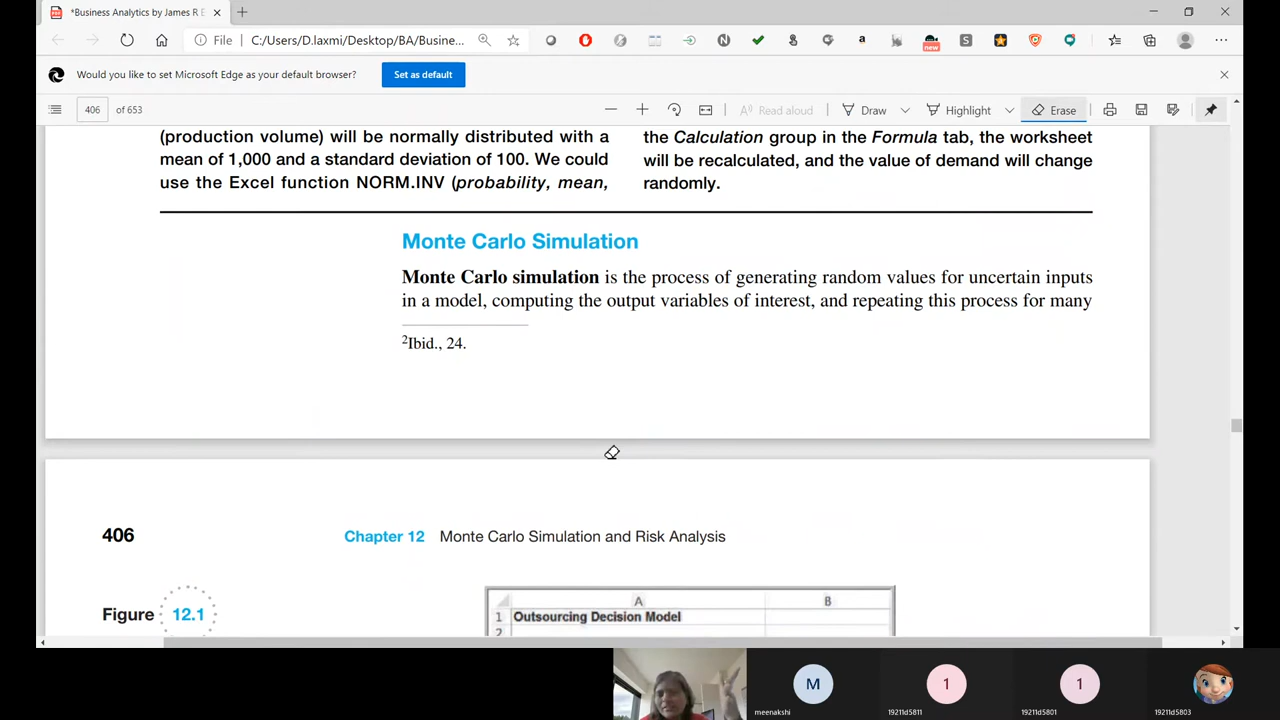 *Business Analytics by James R E
File
C:/Users/D.laxmi/Desktop/BA/Busine...
new
Would you like to set Microsoft Edge as your default browser?
Set as default
406 of 653
Read aloud
Draw
Highlight
Erase
(production volume) will be normally distributed with a
mean of 1,000 and a standard deviation of 100. We could
use the Excel function NORM.INV (probability, mean,
the Calculation group in the Formula tab, the worksheet
will be recalculated, and the value of demand will change
randomly.
Monte Carlo Simulation
Monte Carlo simulation is the process of generating random values for uncertain inputs
in a model, computing the output variables of interest, and repeating this process for many
2Ibid., 24.
406 Chapter 12 Monte Carlo Simulation and Risk Analysis
Figure 12.1
A B
1 Outsourcing Decision Model
2
M
1
1
meenakshi
19211d5811
19211d5801
19211d5803